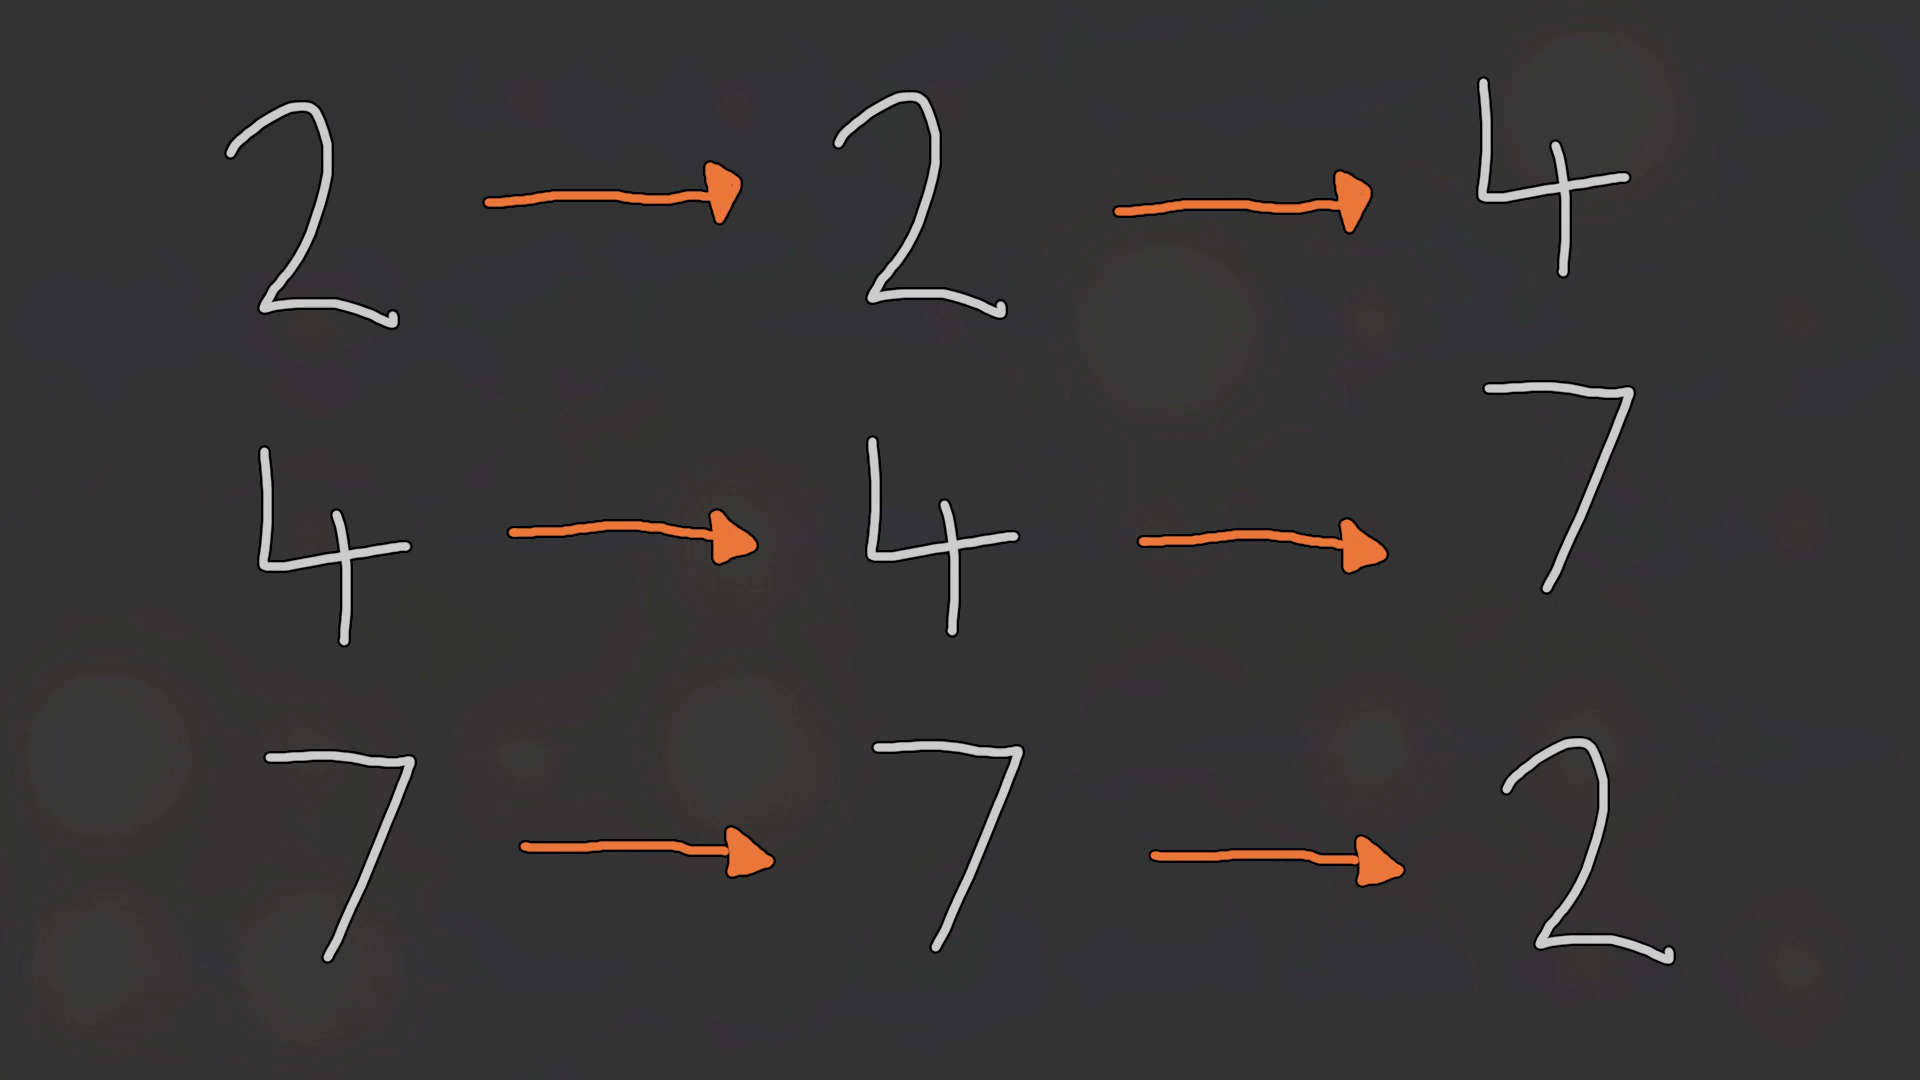 2 → 2 → 4
4 → 4 → 7
7 → 7 → 2